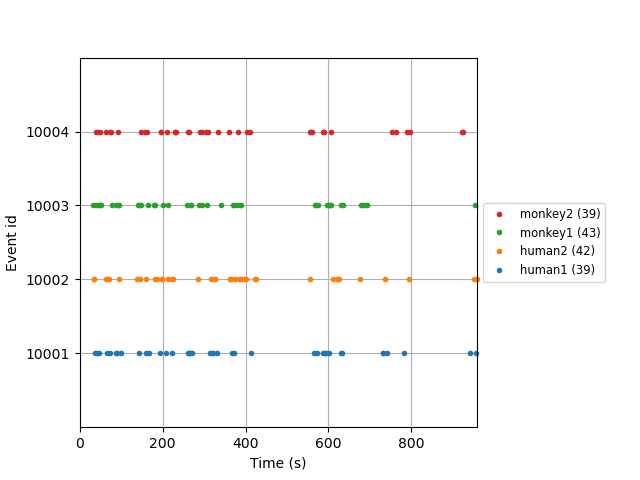 10004
10003
10002
10001
Event id
0
200
400
600
800
Time (s)
monkey2 (39)
monkey1 (43)
human2 (42)
human1 (39)